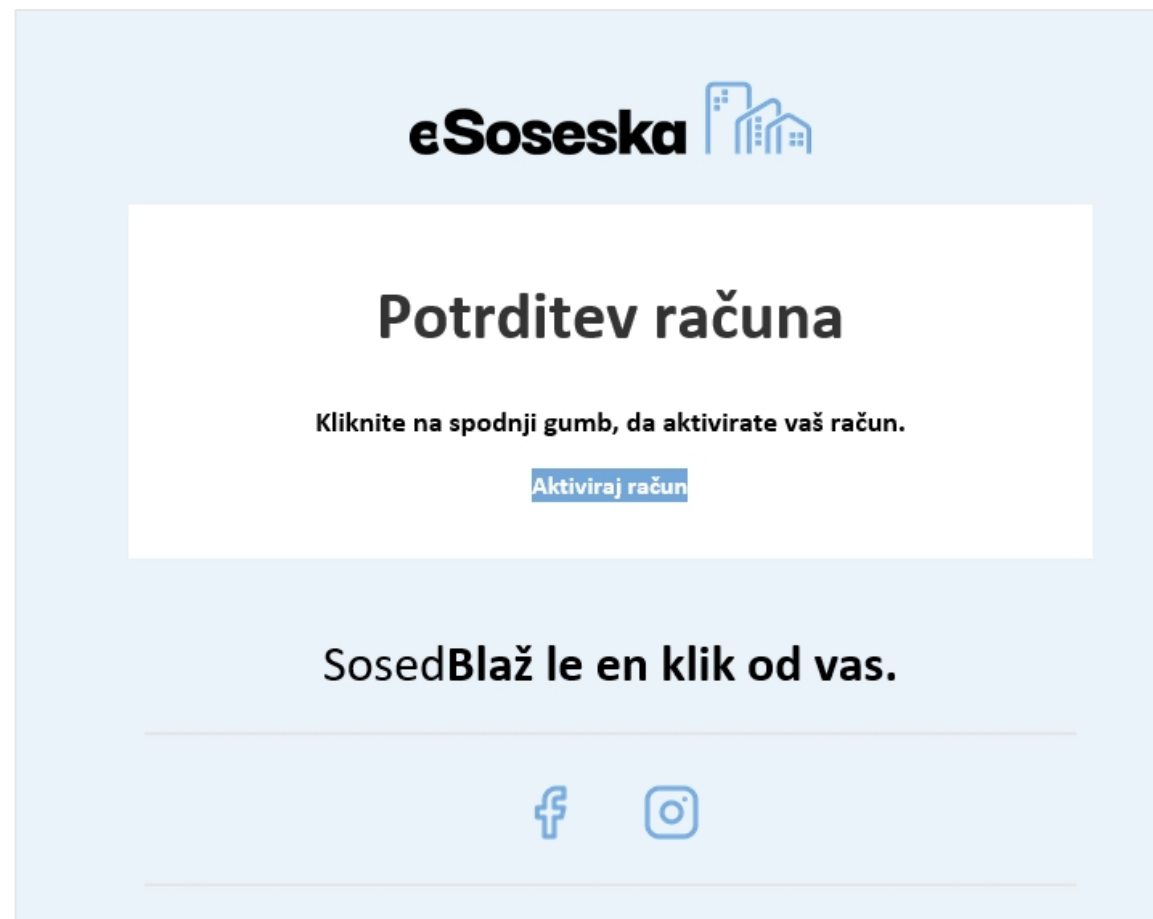 eSoseska
Potrditev računa
Kliknite na spodnji gumb, da aktivirate vaš račun.
Aktiviraj račun
SosedBlaž le en klik od vas.